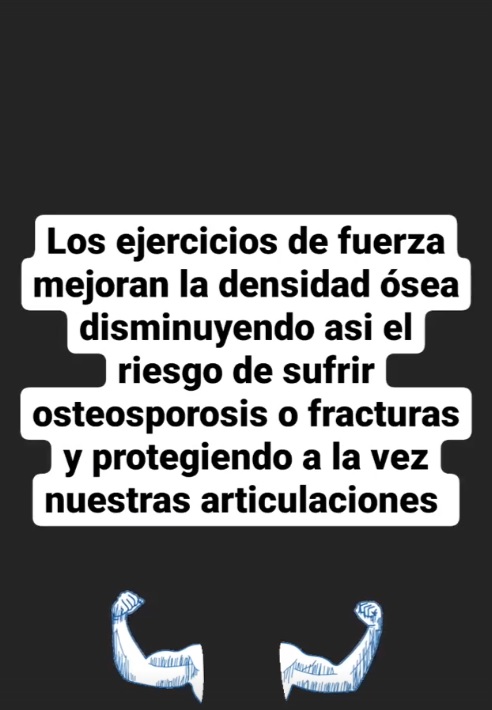 Los ejercicios de fuerza
mejoran la densidad ósea
disminuyendo asi el
riesgo de sufrir
osteosporosis o fracturas
y protegiendo a la vez
nuestras articulaciones